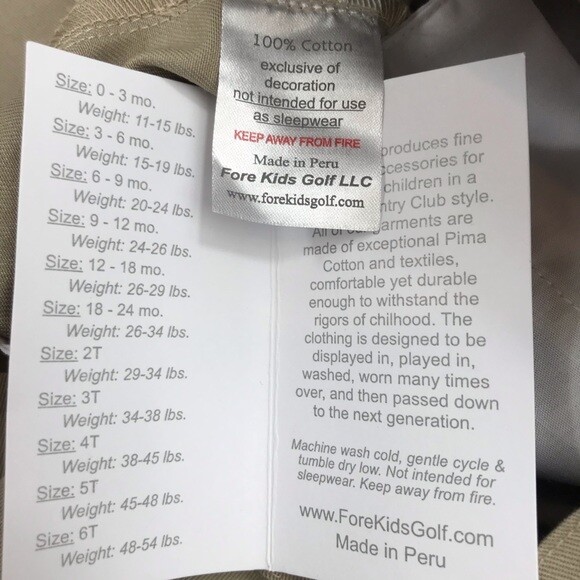 100% Cotton
exclusive of
decoration
not intended for use
as sleepwear
KEEP AWAY FROM FIRE
Made in Peru
Fore Kids Golf LLC
www.forekidsgolf.com
Size: 0 - 3 mo.
Weight: 11-15 lbs.
Size: 3 - 6 mo.
Weight: 15-19 lbs.
Size: 6 - 9 mo.
Weight: 20-24 lbs.
Size: 9 - 12 mo.
Weight: 24-26 lbs.
Size: 12 - 18 mo.
Weight: 26-29 lbs.
Size: 18 - 24 mo.
Weight: 26-34 lbs.
Size: 2T
Weight: 29-34 lbs.
Size: 3T
Weight: 34-38 lbs.
Size: 4T
Weight: 38-45 lbs.
Size: 5T
Weight: 45-48 lbs.
Size: 6T
Weight: 48-54 lbs.
produces fine
accessories for
children in a
Country Club style.
All of our garments are
made of exceptional Pima
Cotton and textiles,
comfortable yet durable
enough to withstand the
rigors of chilhood. The
clothing is designed to be
displayed in, played in,
washed, worn many times
over, and then passed down
to the next generation.
Machine wash cold, gentle cycle &
tumble dry low. Not intended for
sleepwear. Keep away from fire.
www.ForeKidsGolf.com
Made in Peru